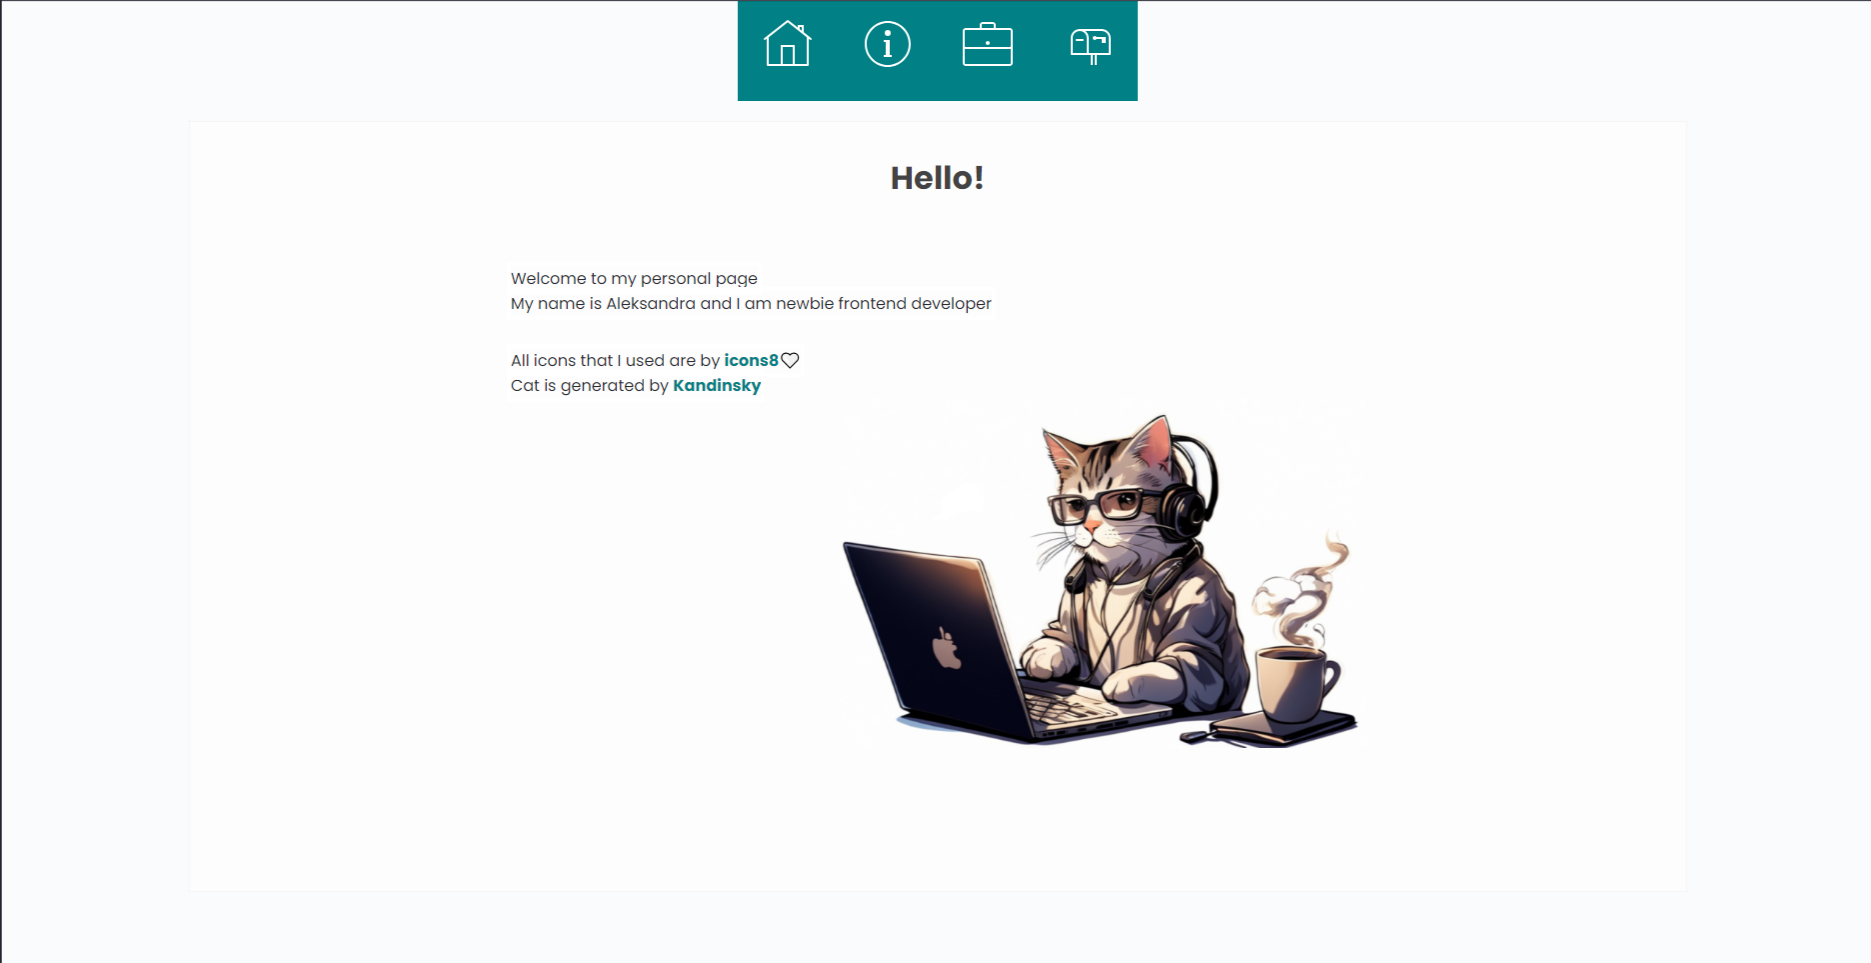 Hello!
Welcome to my personal page
My name is Aleksandra and I am newbie frontend developer
All icons that I used are by icons8♡
Cat is generated by Kandinsky